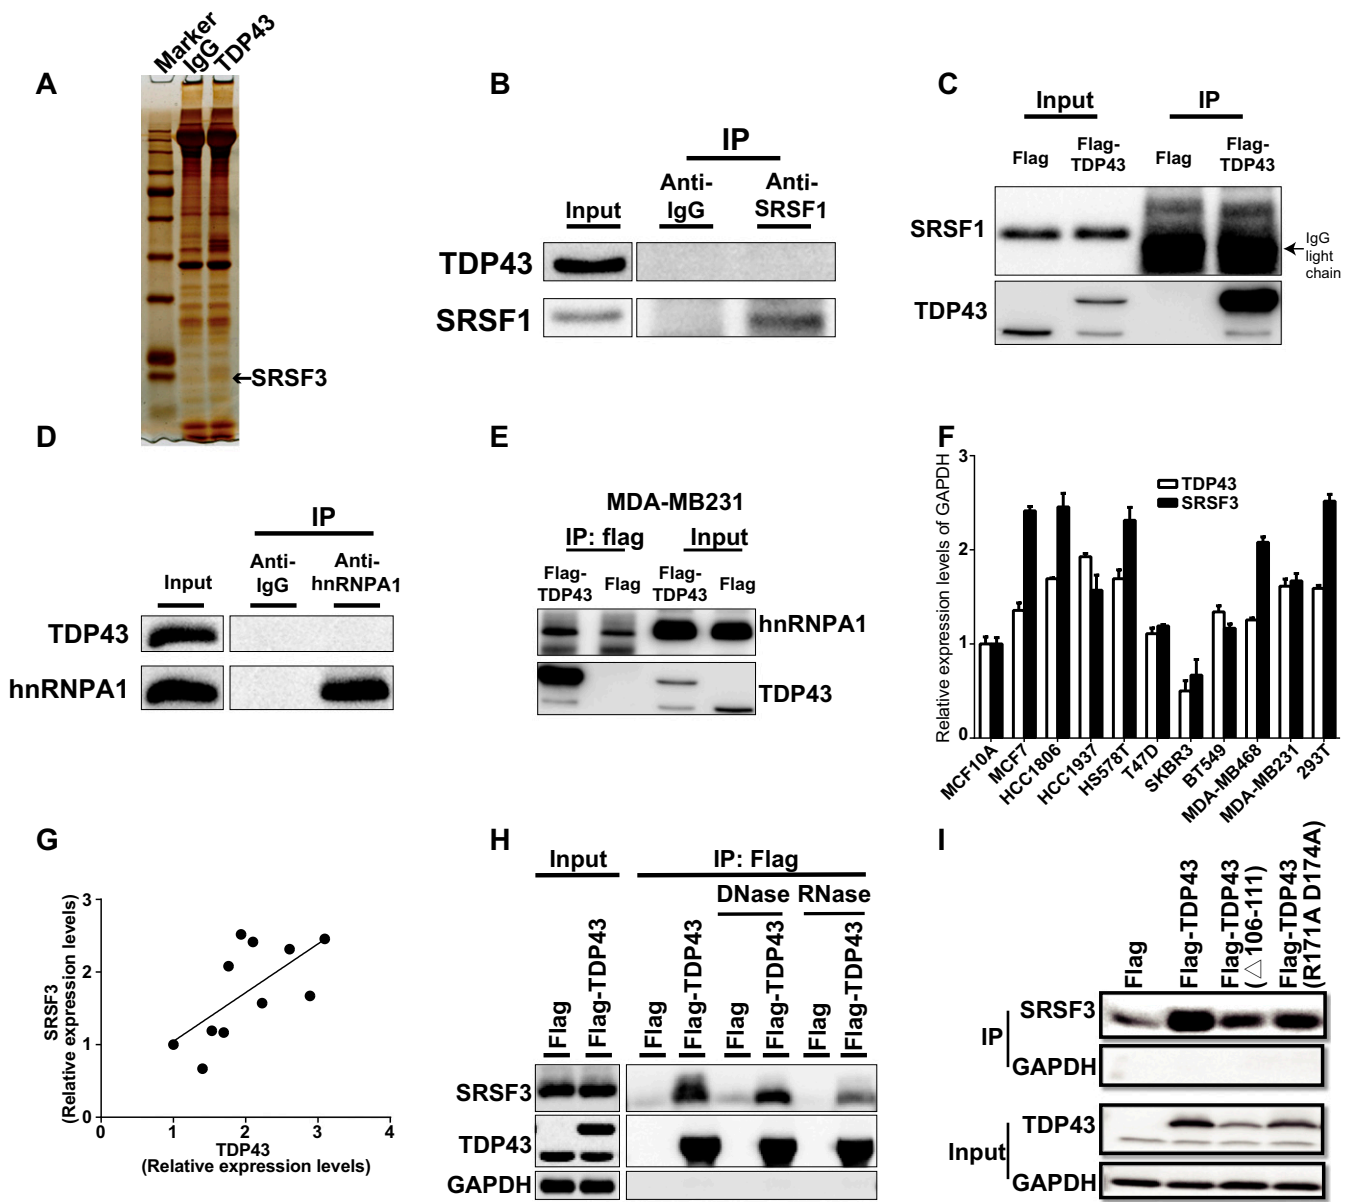 A
Marker
IgG
TDP43
←SRSF3
B
IP
Input
Anti-
IgG
Anti-
SRSF1
TDP43
SRSF1
C
Input
IP
Flag
Flag-
TDP43
Flag
Flag-
TDP43
SRSF1
IgG
light
chain
TDP43
D
IP
Input
Anti-
IgG
Anti-
hnRNPA1
TDP43
hnRNPA1
E
MDA-MB231
IP: flag
Input
Flag-
TDP43
Flag
Flag-
TDP43
Flag
hnRNPA1
TDP43
F
Relative expression levels of GAPDH
3
2
1
0
TDP43
SRSF3
MCF10A
MCF7
HCC1806
HCC1937
HS578T
T47D
SKBR3
BT549
MDA-MB468
MDA-MB231
293T
G
SRSF3
(Relative expression levels)
3
2
1
0
0
1
2
3
4
TDP43
(Relative expression levels)
H
Input
IP: Flag
DNase
RNase
Flag
Flag-TDP43
Flag
Flag-TDP43
Flag
Flag-TDP43
Flag
Flag-TDP43
SRSF3
TDP43
GAPDH
I
Flag
Flag-TDP43
Flag-TDP43
(△106-111)
Flag-TDP43
(R171A D174A)
IP
SRSF3
GAPDH
Input
TDP43
GAPDH